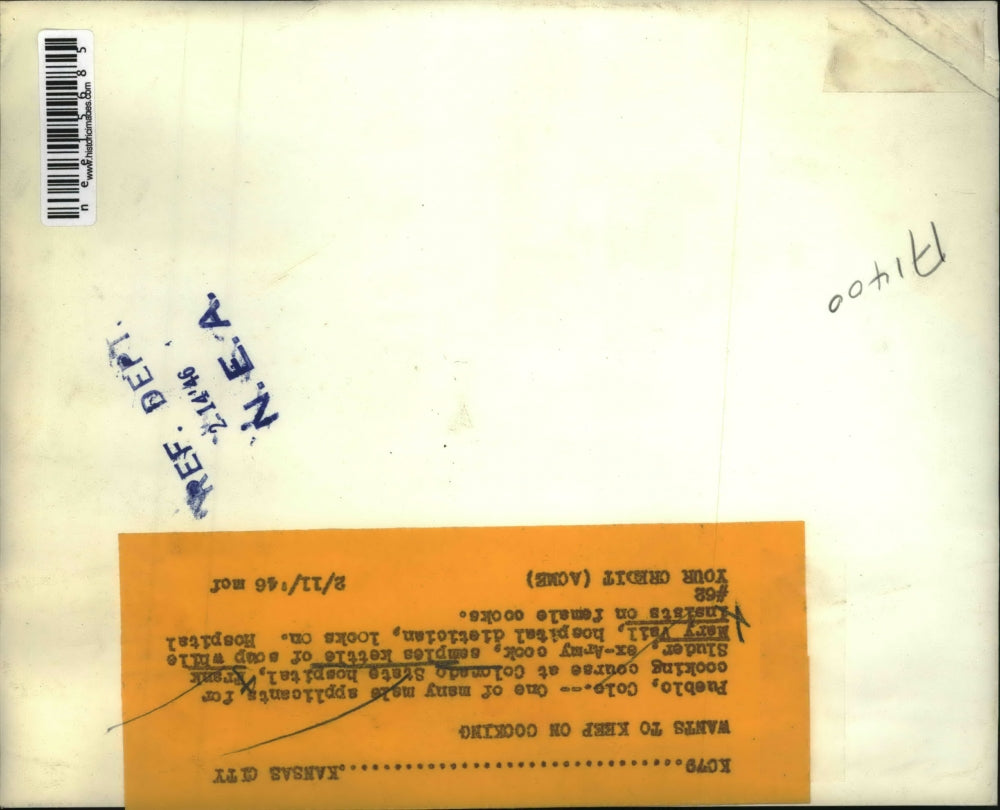 n e e 1 5 6 8 5
www.historicimages.com
REF. DEPT.
2 14 '46
N.E.A.
A1400
KC79.................................KANSAS CITY
WANTS TO KEEP ON COOKING
Pueblo, Colo.-- One of many male applicants for
cooking course at Colorado State hospital, Frank
Sluder, ex-Army cook, samples kettle of soup while
Mary Vail, hospital dietician, looks on. Hospital
insists on female cooks.
#62
YOUR CREDIT (ACME) 2/11/'46 mof